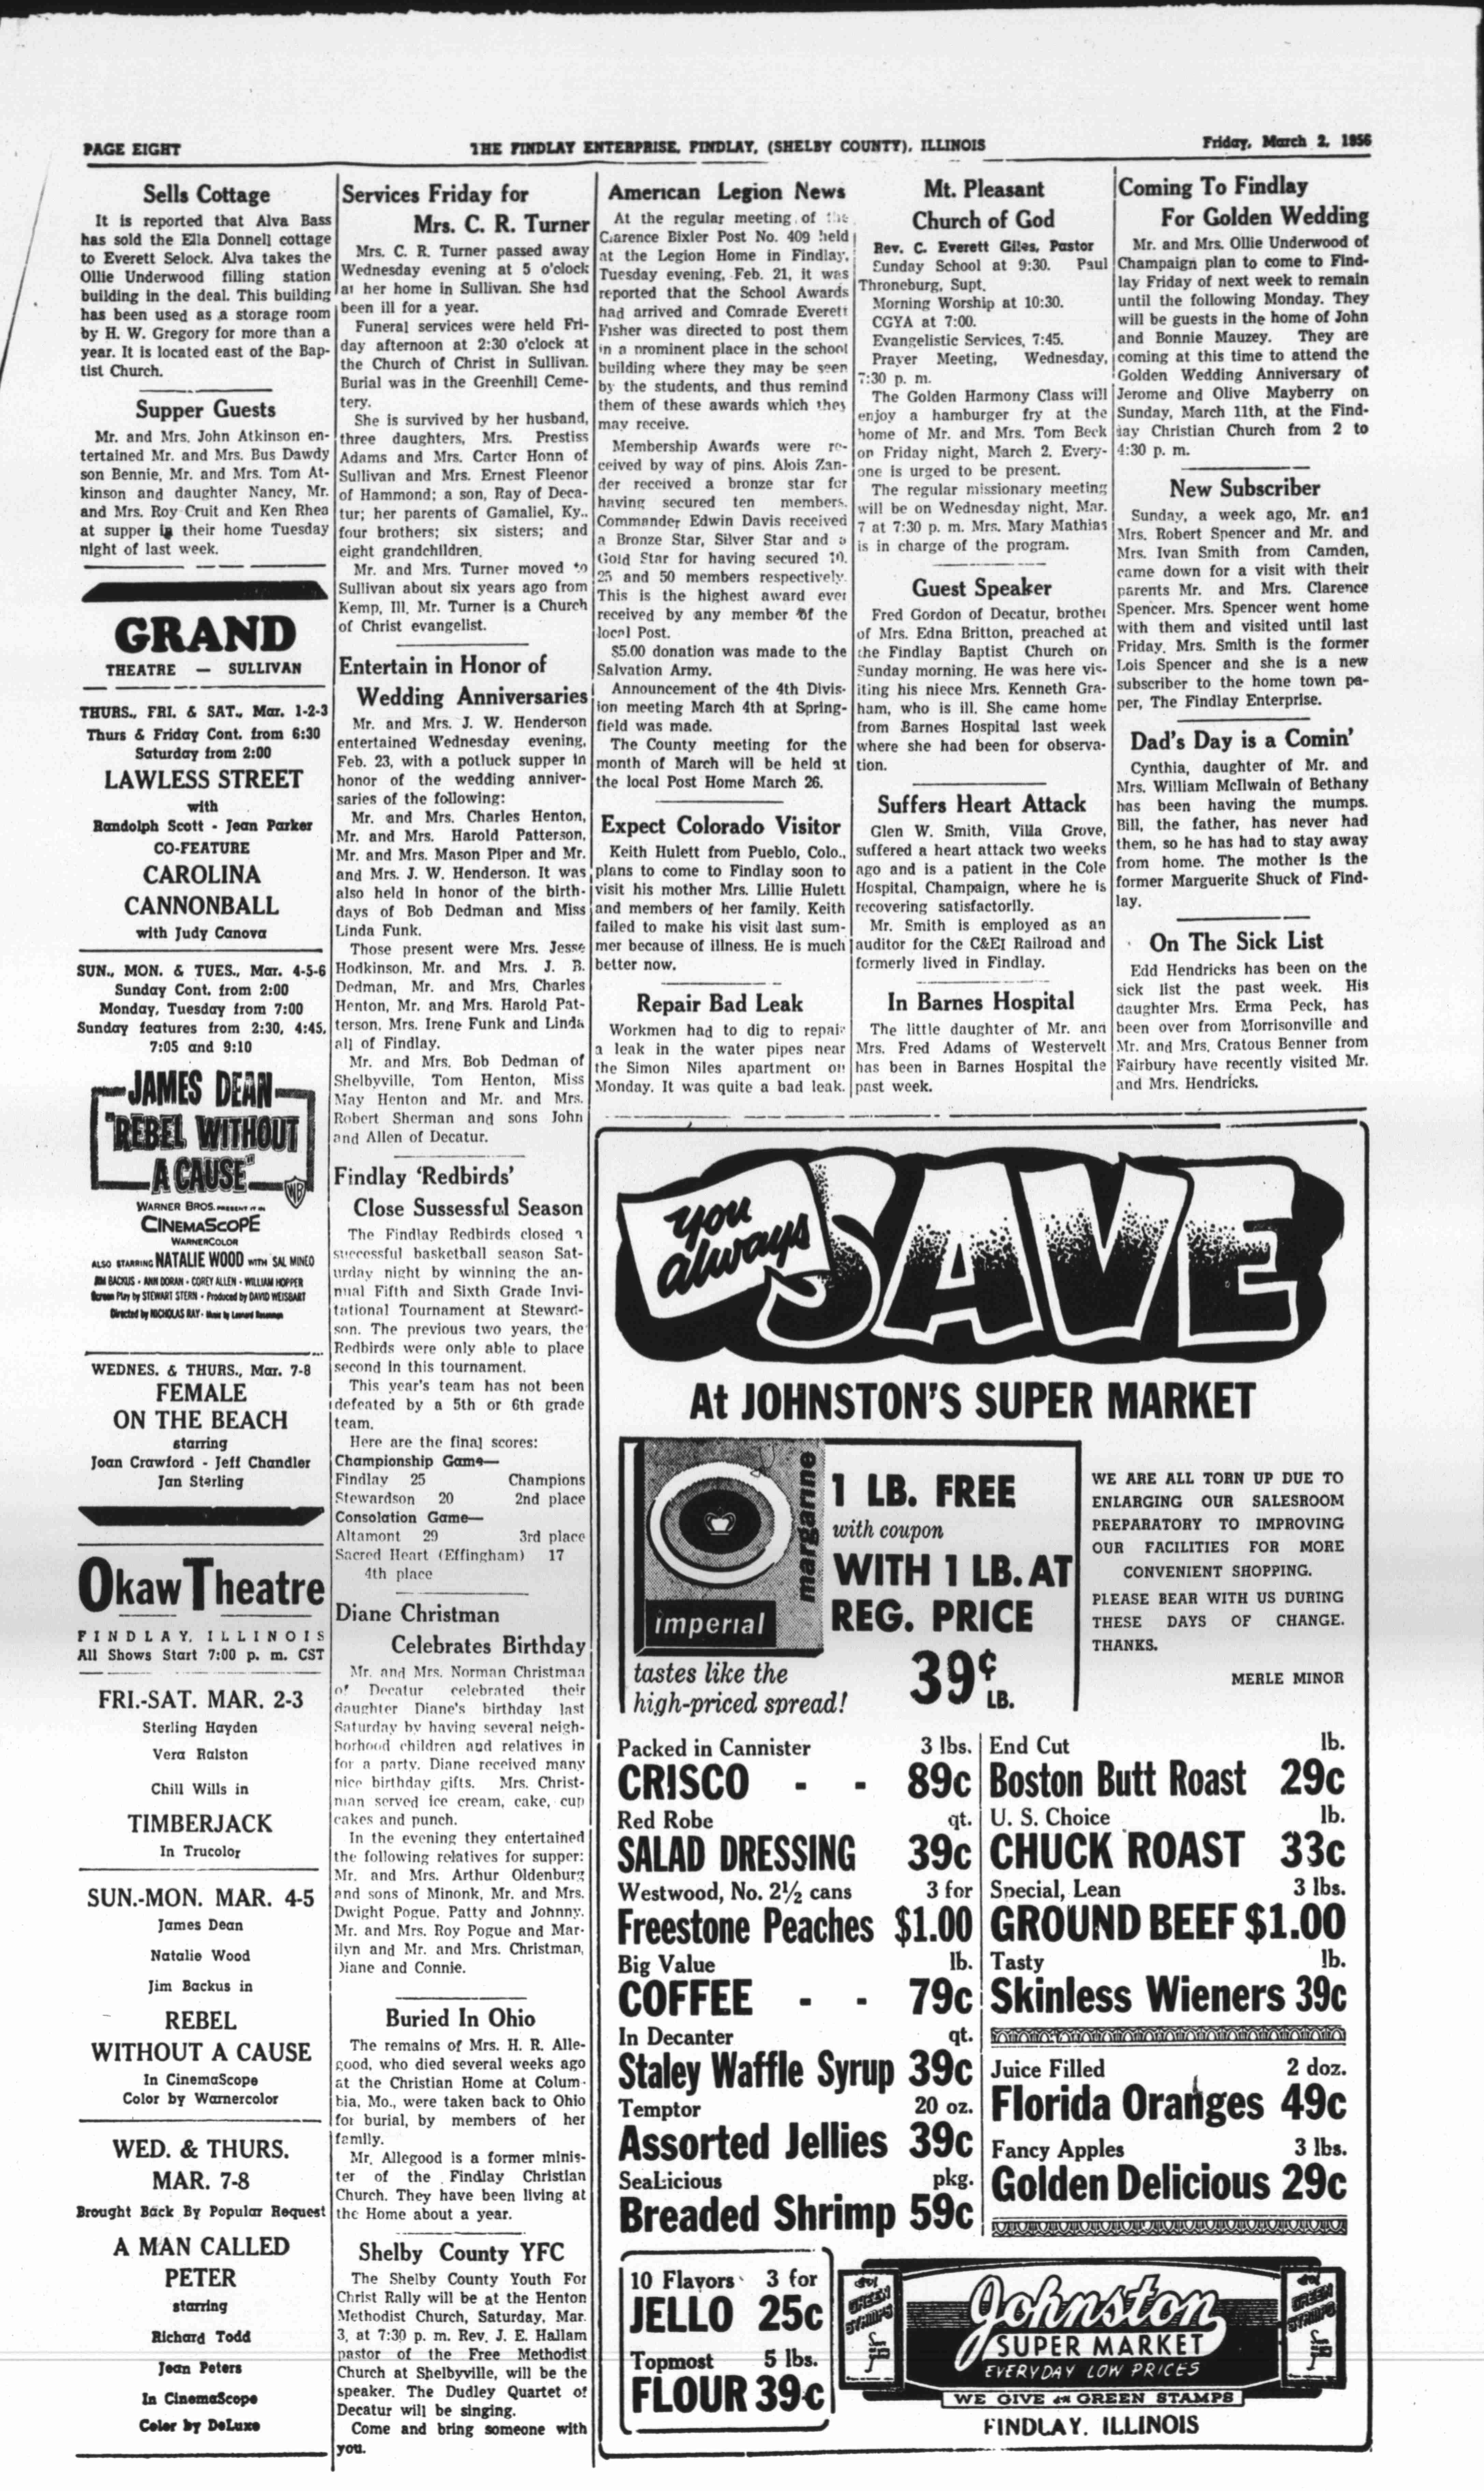 PAGE EIGHT
THE FINDLAY ENTERPRISE, FINDLAY, (SHELBY COUNTY), ILLINOIS
Friday, March 2, 1956
Sells Cottage
It is reported that Alva Bass
has sold the Ella Donnell cottage
to Everett Selock. Alva takes the
Ollie Underwood filling station
building in the deal. This building
has been used as a storage room
by H. W. Gregory for more than a
year. It is located east of the Bap-
tist Church.
Supper Guests
Mr. and Mrs. John Atkinson en-
tertained Mr. and Mrs. Bus Dawdy
son Bennie, Mr. and Mrs. Tom At-
kinson and daughter Nancy, Mr.
and Mrs. Roy Cruit and Ken Rhea
at supper in their home Tuesday
night of last week.
GRAND
THEATRE — SULLIVAN
THURS., FRI. & SAT., Mar. 1-2-3
Thurs & Friday Cont. from 6:30
Saturday from 2:00
LAWLESS STREET
with
Randolph Scott - Jean Parker
CO-FEATURE
CAROLINA
CANNONBALL
with Judy Canova
SUN., MON. & TUES., Mar. 4-5-6
Sunday Cont. from 2:00
Monday, Tuesday from 7:00
Sunday features from 2:30, 4:45,
7:05 and 9:10
JAMES DEAN
"REBEL WITHOUT
A CAUSE"
WB
WARNER BROS. PRESENT IT IN
CINEMASCOPE
WARNERCOLOR
ALSO STARRING NATALIE WOOD WITH SAL MINEO
JIM BACKUS • ANN DORAN • COREY ALLEN • WILLIAM HOPPER
Screen Play by STEWART STERN • Produced by DAVID WEISBART
Directed by NICHOLAS RAY • Music by Leonard Rosenman
WEDNES. & THURS., Mar. 7-8
FEMALE
ON THE BEACH
starring
Joan Crawford - Jeff Chandler
Jan Sterling
Okaw Theatre
FINDLAY, ILLINOIS
All Shows Start 7:00 p. m. CST
FRI.-SAT. MAR. 2-3
Sterling Hayden
Vera Ralston
Chill Wills in
TIMBERJACK
In Trucolor
SUN.-MON. MAR. 4-5
James Dean
Natalie Wood
Jim Backus in
REBEL
WITHOUT A CAUSE
In CinemaScope
Color by Warnercolor
WED. & THURS.
MAR. 7-8
Brought Back By Popular Request
A MAN CALLED
PETER
starring
Richard Todd
Jean Peters
In CinemaScope
Color by DeLuxe
Services Friday for
Mrs. C. R. Turner
Mrs. C. R. Turner passed away
Wednesday evening at 5 o'clock
at her home in Sullivan. She had
been ill for a year.
Funeral services were held Fri-
day afternoon at 2:30 o'clock at
the Church of Christ in Sullivan.
Burial was in the Greenhill Ceme-
tery.
She is survived by her husband,
three daughters, Mrs. Prestiss
Adams and Mrs. Carter Honn of
Sullivan and Mrs. Ernest Fleenor
of Hammond; a son, Ray of Deca-
tur; her parents of Gamaliel, Ky.,
four brothers; six sisters; and
eight grandchildren.
Mr. and Mrs. Turner moved to
Sullivan about six years ago from
Kemp, Ill. Mr. Turner is a Church
of Christ evangelist.
Entertain in Honor of
Wedding Anniversaries
Mr. and Mrs. J. W. Henderson
entertained Wednesday evening,
Feb. 23, with a potluck supper in
honor of the wedding anniver-
saries of the following:
Mr. and Mrs. Charles Henton,
Mr. and Mrs. Harold Patterson,
Mr. and Mrs. Mason Piper and Mr.
and Mrs. J. W. Henderson. It was
also held in honor of the birth-
days of Bob Dedman and Miss
Linda Funk.
Those present were Mrs. Jesse
Hodkinson, Mr. and Mrs. J. R.
Dedman, Mr. and Mrs. Charles
Henton, Mr. and Mrs. Harold Pat-
terson, Mrs. Irene Funk and Linda
all of Findlay.
Mr. and Mrs. Bob Dedman of
Shelbyville, Tom Henton, Miss
May Henton and Mr. and Mrs.
Robert Sherman and sons John
and Allen of Decatur.
Findlay 'Redbirds'
Close Sussessful Season
The Findlay Redbirds closed a
successful basketball season Sat-
urday night by winning the an-
nual Fifth and Sixth Grade Invi-
tational Tournament at Steward-
son. The previous two years, the
Redbirds were only able to place
second in this tournament.
This year's team has not been
defeated by a 5th or 6th grade
team.
Here are the final scores:
Championship Game—
Findlay 25 Champions
Stewardson 20 2nd place
Consolation Game—
Altamont 29 3rd place
Sacred Heart (Effingham) 17
4th place
Diane Christman
Celebrates Birthday
Mr. and Mrs. Norman Christman
of Decatur celebrated their
daughter Diane's birthday last
Saturday by having several neigh-
borhood children and relatives in
for a party. Diane received many
nice birthday gifts. Mrs. Christ-
man served ice cream, cake, cup
cakes and punch.
In the evening they entertained
the following relatives for supper:
Mr. and Mrs. Arthur Oldenburg
and sons of Minonk, Mr. and Mrs.
Dwight Pogue, Patty and Johnny,
Mr. and Mrs. Roy Pogue and Mar-
ilyn and Mr. and Mrs. Christman,
Diane and Connie.
Buried In Ohio
The remains of Mrs. H. R. Alle-
good, who died several weeks ago
at the Christian Home at Colum-
bia, Mo., were taken back to Ohio
for burial, by members of her
family.
Mr. Allegood is a former minis-
ter of the Findlay Christian
Church. They have been living at
the Home about a year.
Shelby County YFC
The Shelby County Youth For
Christ Rally will be at the Henton
Methodist Church, Saturday, Mar.
3, at 7:30 p. m. Rev. J. E. Hallam
pastor of the Free Methodist
Church at Shelbyville, will be the
speaker. The Dudley Quartet of
Decatur will be singing.
Come and bring someone with
you.
American Legion News
At the regular meeting of the
Clarence Bixler Post No. 409 held
at the Legion Home in Findlay,
Tuesday evening, Feb. 21, it was
reported that the School Awards
had arrived and Comrade Everett
Fisher was directed to post them
in a prominent place in the school
building where they may be seen
by the students, and thus remind
them of these awards which they
may receive.
Membership Awards were re-
ceived by way of pins. Alois Zan-
der received a bronze star for
having secured ten members.
Commander Edwin Davis received
a Bronze Star, Silver Star and a
Gold Star for having secured 10,
25 and 50 members respectively.
This is the highest award ever
received by any member of the
local Post.
$5.00 donation was made to the
Salvation Army.
Announcement of the 4th Divis-
ion meeting March 4th at Spring-
field was made.
The County meeting for the
month of March will be held at
the local Post Home March 26.
Expect Colorado Visitor
Keith Hulett from Pueblo, Colo.,
plans to come to Findlay soon to
visit his mother Mrs. Lillie Hulett
and members of her family. Keith
failed to make his visit last sum-
mer because of illness. He is much
better now.
Repair Bad Leak
Workmen had to dig to repair
a leak in the water pipes near
the Simon Niles apartment on
Monday. It was quite a bad leak.
Mt. Pleasant
Church of God
Rev. C. Everett Giles, Pastor
Sunday School at 9:30. Paul
Throneburg, Supt.
Morning Worship at 10:30.
CGYA at 7:00.
Evangelistic Services, 7:45.
Prayer Meeting, Wednesday,
7:30 p. m.
The Golden Harmony Class will
enjoy a hamburger fry at the
home of Mr. and Mrs. Tom Beck
on Friday night, March 2. Every-
one is urged to be present.
The regular missionary meeting
will be on Wednesday night, Mar.
7 at 7:30 p. m. Mrs. Mary Mathias
is in charge of the program.
Guest Speaker
Fred Gordon of Decatur, brother
of Mrs. Edna Britton, preached at
the Findlay Baptist Church on
Sunday morning. He was here vis-
iting his niece Mrs. Kenneth Gra-
ham, who is ill. She came home
from Barnes Hospital last week
where she had been for observa-
tion.
Suffers Heart Attack
Glen W. Smith, Villa Grove,
suffered a heart attack two weeks
ago and is a patient in the Cole
Hospital, Champaign, where he is
recovering satisfactorily.
Mr. Smith is employed as an
auditor for the C&EI Railroad and
formerly lived in Findlay.
In Barnes Hospital
The little daughter of Mr. and
Mrs. Fred Adams of Westervelt
has been in Barnes Hospital the
past week.
Coming To Findlay
For Golden Wedding
Mr. and Mrs. Ollie Underwood of
Champaign plan to come to Find-
lay Friday of next week to remain
until the following Monday. They
will be guests in the home of John
and Bonnie Mauzey. They are
coming at this time to attend the
Golden Wedding Anniversary of
Jerome and Olive Mayberry on
Sunday, March 11th, at the Find-
lay Christian Church from 2 to
4:30 p. m.
New Subscriber
Sunday, a week ago, Mr. and
Mrs. Robert Spencer and Mr. and
Mrs. Ivan Smith from Camden,
came down for a visit with their
parents Mr. and Mrs. Clarence
Spencer. Mrs. Spencer went home
with them and visited until last
Friday. Mrs. Smith is the former
Lois Spencer and she is a new
subscriber to the home town pa-
per, The Findlay Enterprise.
Dad's Day is a Comin'
Cynthia, daughter of Mr. and
Mrs. William McIlwain of Bethany
has been having the mumps.
Bill, the father, has never had
them, so he has had to stay away
from home. The mother is the
former Marguerite Shuck of Find-
lay.
On The Sick List
Edd Hendricks has been on the
sick list the past week. His
daughter Mrs. Erma Peck, has
been over from Morrisonville and
Mr. and Mrs. Cratous Benner from
Fairbury have recently visited Mr.
and Mrs. Hendricks.
you always SAVE
At JOHNSTON'S SUPER MARKET
margarine
imperial
1 LB. FREE
with coupon
WITH 1 LB. AT
REG. PRICE
tastes like the
high-priced spread!
39¢ LB.
WE ARE ALL TORN UP DUE TO
ENLARGING OUR SALESROOM
PREPARATORY TO IMPROVING
OUR FACILITIES FOR MORE
CONVENIENT SHOPPING.
PLEASE BEAR WITH US DURING
THESE DAYS OF CHANGE.
THANKS.
MERLE MINOR
Packed in Cannister 3 lbs.
CRISCO - - 89c
Red Robe qt.
SALAD DRESSING 39c
Westwood, No. 2½ cans 3 for
Freestone Peaches $1.00
Big Value lb.
COFFEE - - 79c
In Decanter qt.
Staley Waffle Syrup 39c
Temptor 20 oz.
Assorted Jellies 39c
SeaLicious pkg.
Breaded Shrimp 59c
End Cut lb.
Boston Butt Roast 29c
U. S. Choice lb.
CHUCK ROAST 33c
Special, Lean 3 lbs.
GROUND BEEF $1.00
Tasty lb.
Skinless Wieners 39c
Juice Filled 2 doz.
Florida Oranges 49c
Fancy Apples 3 lbs.
Golden Delicious 29c
10 Flavors 3 for
JELLO 25c
Topmost 5 lbs.
FLOUR 39c
GREEN STAMPS
Johnston
SUPER MARKET
EVERYDAY LOW PRICES
GREEN STAMPS
WE GIVE S&H GREEN STAMPS
FINDLAY, ILLINOIS